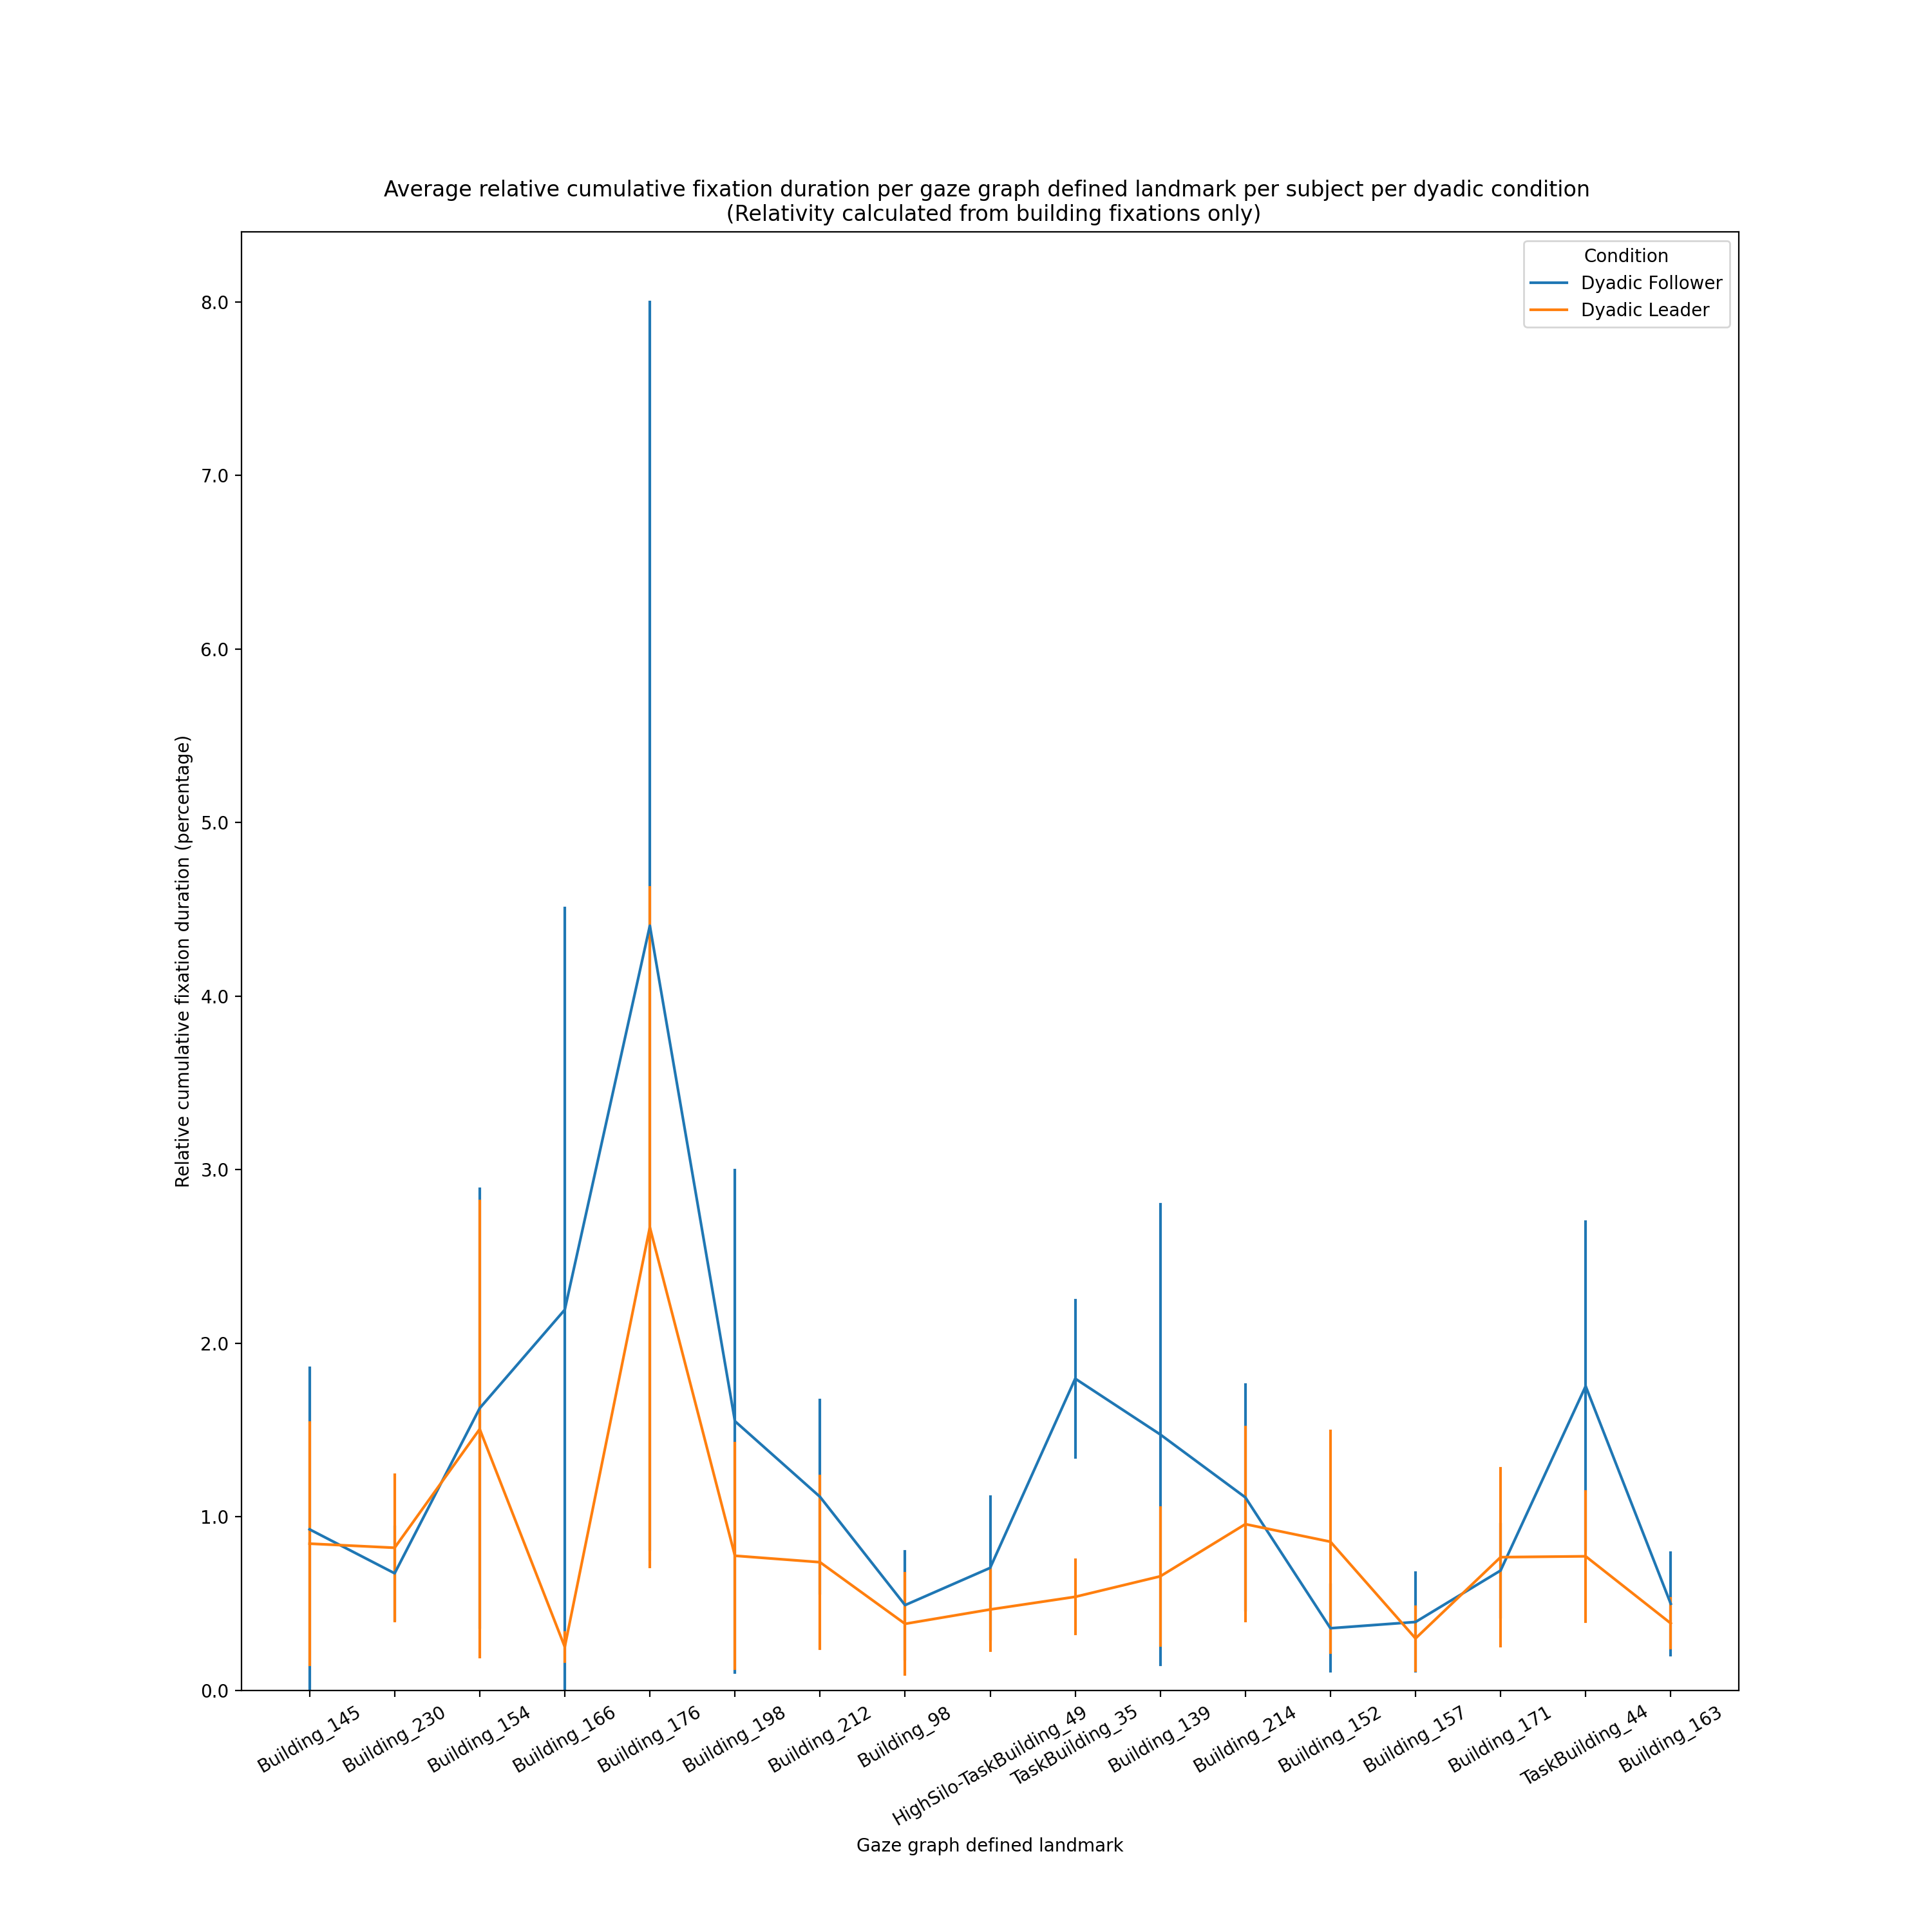 Average relative cumulative fixation duration per gaze graph defined landmark per subject per dyadic condition
(Relativity calculated from building fixations only)
Condition
Dyadic Follower
Dyadic Leader
8.0
7.0
6.0
5.0
4.0
3.0
2.0
1.0
0.0
Relative cumulative fixation duration (percentage)
Building_145
Building_230
Building_154
Building_166
Building_176
Building_198
Building_212
Building_98
HighSilo-TaskBuilding_49
TaskBuilding_35
Building_139
Building_214
Building_152
Building_157
Building_171
TaskBuilding_44
Building_163
Gaze graph defined landmark